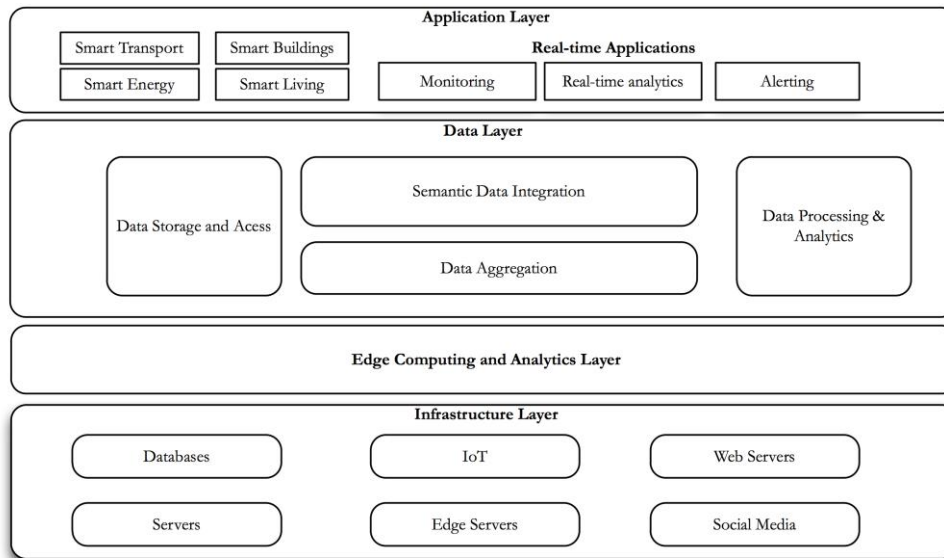 Application Layer
Smart Transport
Smart Buildings
Real-time Applications
Smart Energy
Smart Living
Monitoring
Real-time analytics
Alerting
Data Layer
Data Storage and Acess
Semantic Data Integration
Data Aggregation
Data Processing &
Analytics
Edge Computing and Analytics Layer
Infrastructure Layer
Databases
IoT
Web Servers
Servers
Edge Servers
Social Media